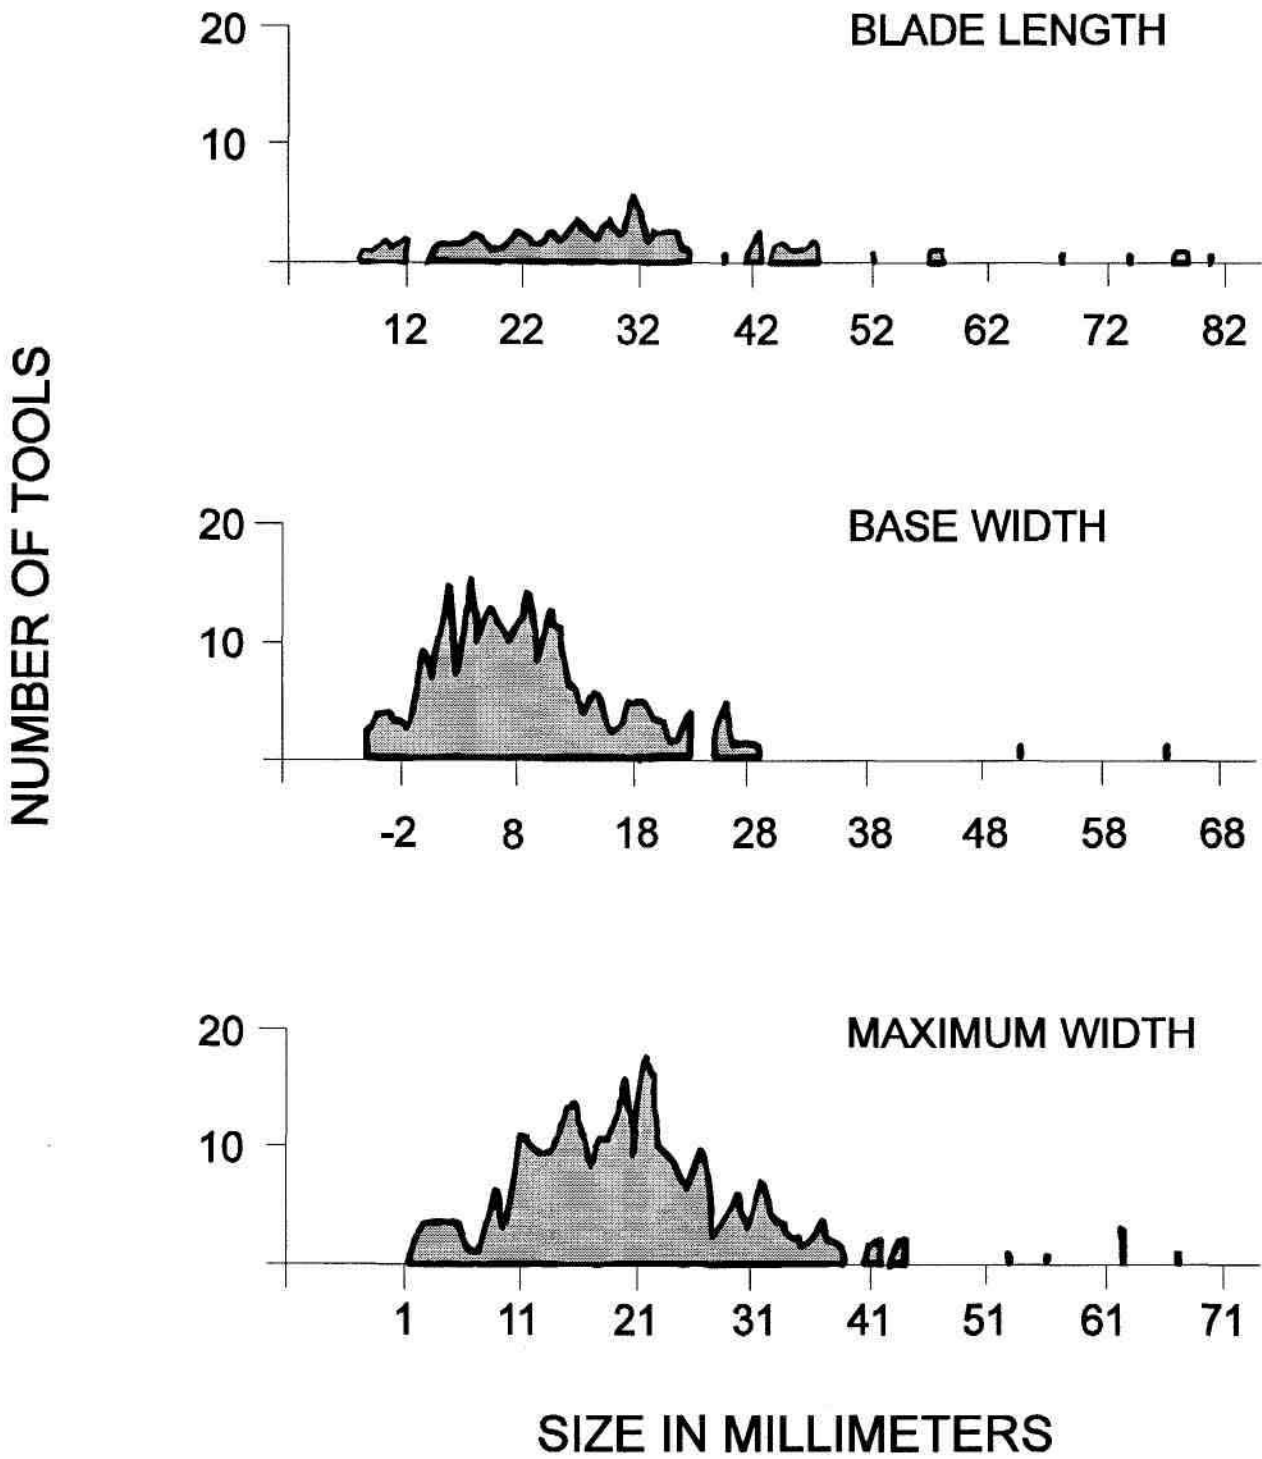 BLADE LENGTH
20
10
12 22 32 42 52 62 72 82
NUMBER OF TOOLS
BASE WIDTH
20
10
-2 8 18 28 38 48 58 68
MAXIMUM WIDTH
20
10
1 11 21 31 41 51 61 71
SIZE IN MILLIMETERS